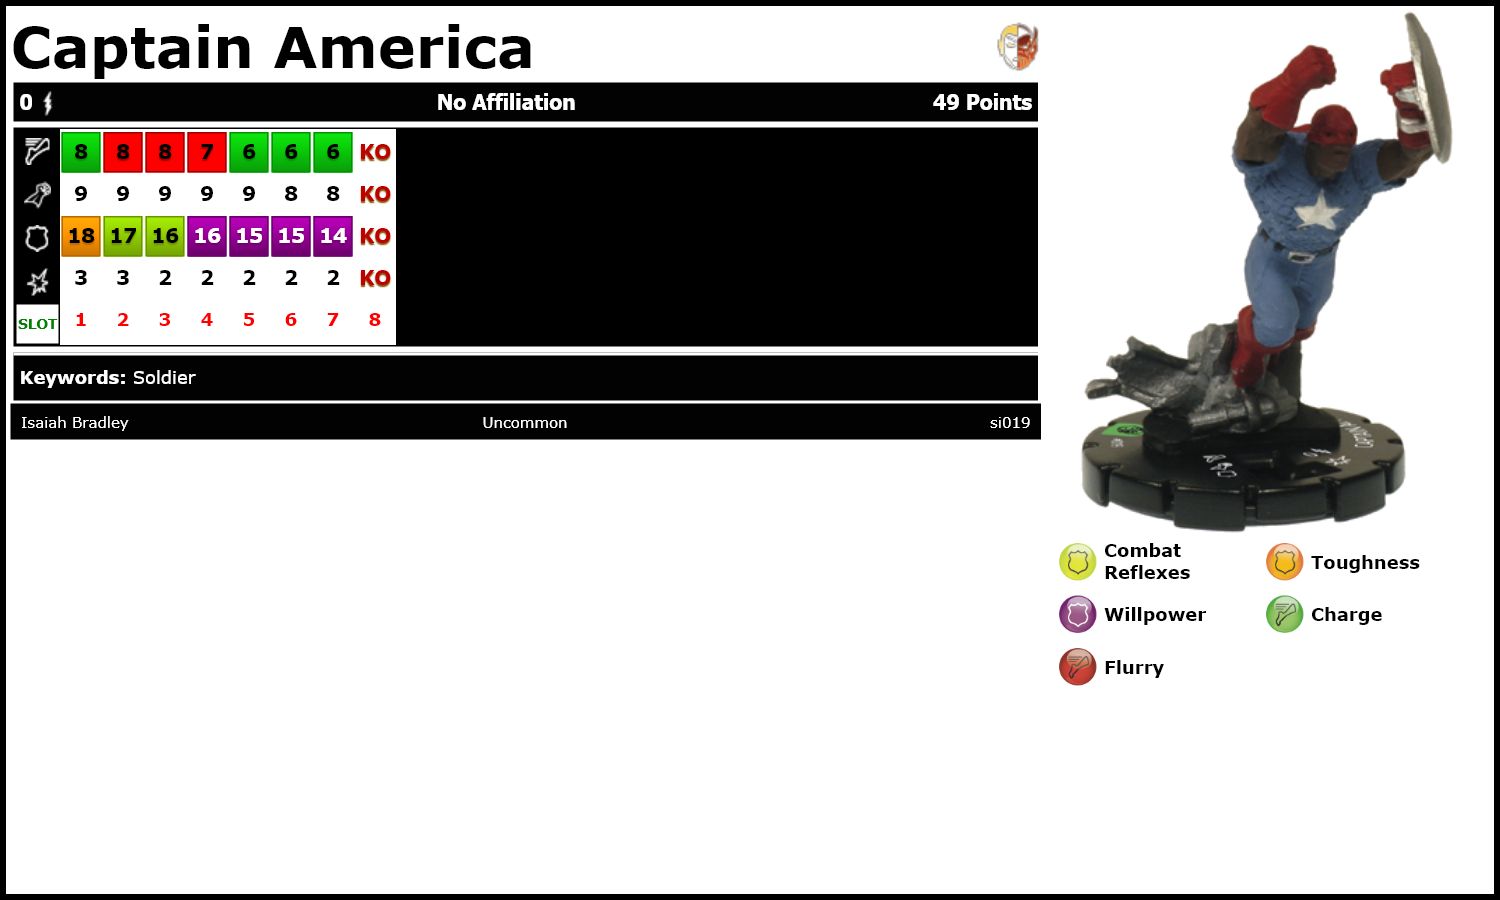 Captain America
0 No Affiliation 49 Points
8 8 8 7 6 6 6 KO
9 9 9 9 9 8 8 KO
18 17 16 16 15 15 14 KO
3 3 2 2 2 2 2 KO
SLOT 1 2 3 4 5 6 7 8
Keywords: Soldier
Isaiah Bradley Uncommon si019
Combat
Reflexes
Toughness
Willpower
Charge
Flurry